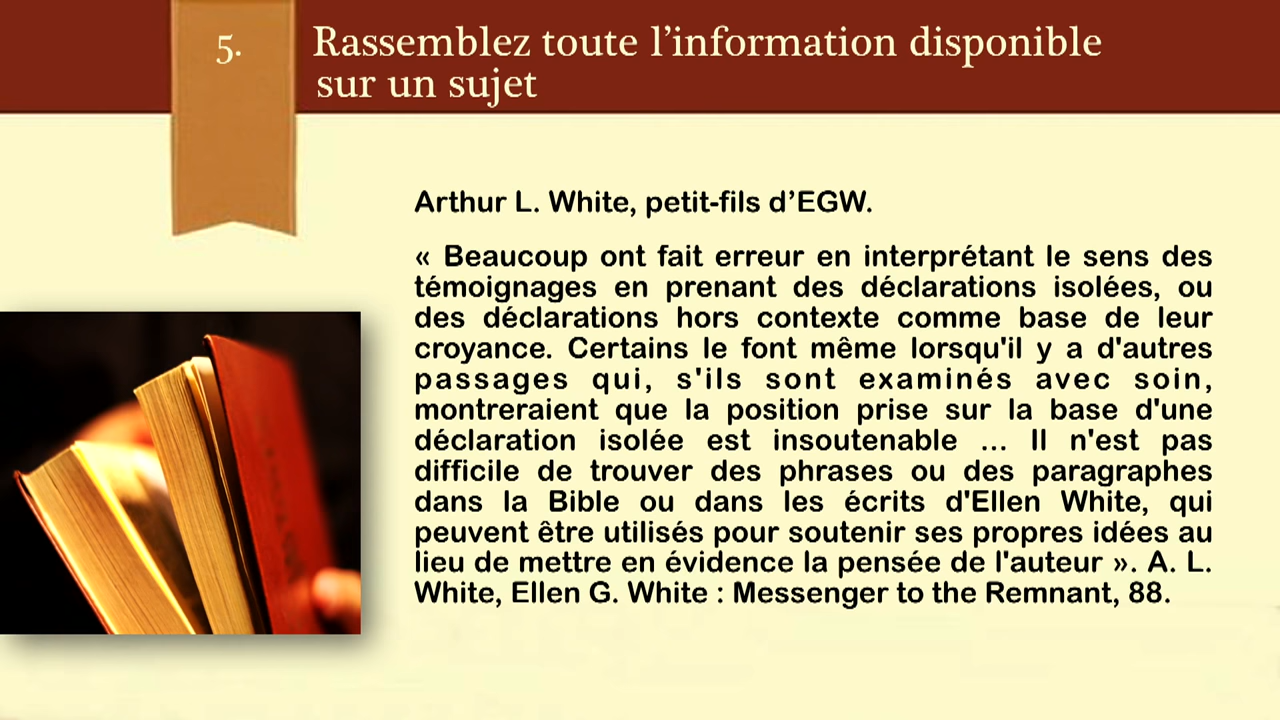 5.
Rassemblez toute l’information disponible
sur un sujet
Arthur L. White, petit-fils d’EGW.
« Beaucoup ont fait erreur en interprétant le sens des
témoignages en prenant des déclarations isolées, ou
des déclarations hors contexte comme base de leur
croyance. Certains le font même lorsqu'il y a d'autres
passages qui, s'ils sont examinés avec soin,
montreraient que la position prise sur la base d'une
déclaration isolée est insoutenable ... Il n'est pas
difficile de trouver des phrases ou des paragraphes
dans la Bible ou dans les écrits d'Ellen White, qui
peuvent être utilisés pour soutenir ses propres idées au
lieu de mettre en évidence la pensée de l'auteur ». A. L.
White, Ellen G. White : Messenger to the Remnant, 88.